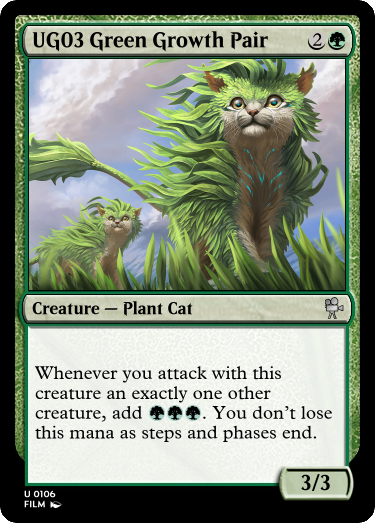 UG03 Green Growth Pair 2
Creature — Plant Cat
Whenever you attack with this
creature an exactly one other
creature, add . You don't lose
this mana as steps and phases end.
3/3
U 0106
FILM